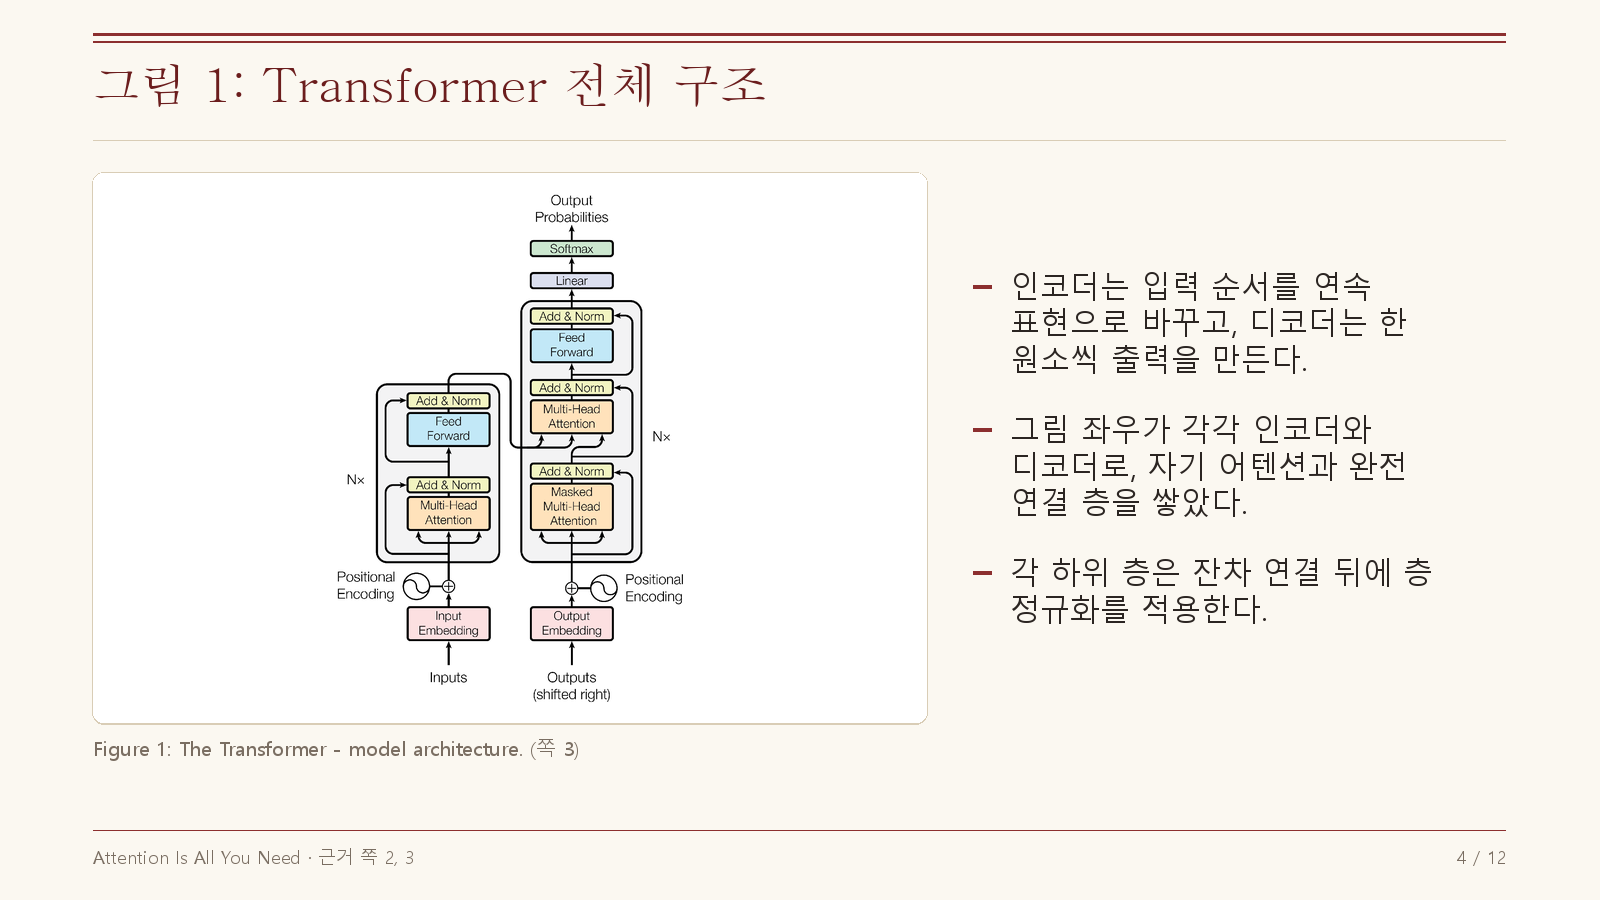 그림 1: Transformer 전체 구조
Output
Probabilities
Softmax
Linear
Add & Norm
Feed
Forward
Add & Norm
Multi-Head
Attention
Add & Norm
Masked
Multi-Head
Attention
N×
Add & Norm
Feed
Forward
Add & Norm
Multi-Head
Attention
N×
Positional
Encoding
Positional
Encoding
Input
Embedding
Output
Embedding
Inputs
Outputs
(shifted right)
Figure 1: The Transformer - model architecture. (쪽 3)
– 인코더는 입력 순서를 연속
표현으로 바꾸고, 디코더는 한
원소씩 출력을 만든다.
– 그림 좌우가 각각 인코더와
디코더로, 자기 어텐션과 완전
연결 층을 쌓았다.
– 각 하위 층은 잔차 연결 뒤에 층
정규화를 적용한다.
Attention Is All You Need · 근거 쪽 2, 3
4 / 12